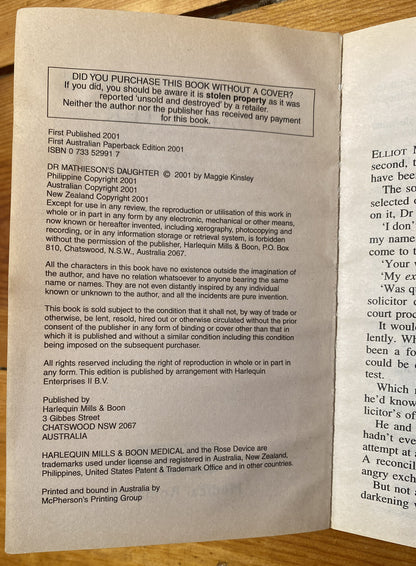 DID YOU PURCHASE THIS BOOK WITHOUT A COVER?
If you did, you should be aware it is stolen property as it was
reported 'unsold and destroyed' by a retailer.
Neither the author nor the publisher has received any payment
for this book.
First Published 2001
First Australian Paperback Edition 2001
ISBN 0 733 52991 7
DR MATHIESON'S DAUGHTER © 2001 by Maggie Kinsley
Philippine Copyright 2001
Australian Copyright 2001
New Zealand Copyright 2001
Except for use in any review, the reproduction or utilisation of this work in
whole or in part in any form by any electronic, mechanical or other means,
now known or hereafter invented, including xerography, photocopying and
recording, or in any information storage or retrieval system, is forbidden
without the permission of the publisher, Harlequin Mills & Boon, P.O. Box
810, Chatswood, N.S.W., Australia 2067.
All the characters in this book have no existence outside the imagination of
the author, and have no relation whatsoever to anyone bearing the same
name or names. They are not even distantly inspired by any individual
known or unknown to the author, and all the incidents are pure invention.
This book is sold subject to the condition that it shall not, by way of trade or
otherwise, be lent, resold, hired out or otherwise circulated without the prior
consent of the publisher in any form of binding or cover other than that in
which it is published and without a similar condition including this condition
being imposed on the subsequent purchaser.
All rights reserved including the right of reproduction in whole or in part in
any form. This edition is published by arrangement with Harlequin
Enterprises II B.V.
Published by
Harlequin Mills & Boon
3 Gibbes Street
CHATSWOOD NSW 2067
AUSTRALIA
HARLEQUIN MILLS & BOON MEDICAL and the Rose Device are
trademarks used under license and registered in Australia, New Zealand,
Philippines, United States Patent & Trademark Office and in other countries.
Printed and bound in Australia by
McPherson's Printing Group
ELLIOT
second,
have been
The so
selected
on it, Dr
'I don'
my name
come to t
'Your
'My ex
'Was q
solicitor
court proc
It would
lently. Wh
been a fo
could be
test.
Which
he'd know
licitor's of
He and
hadn't ever
attempt at
A reconcil
angry exch
But not
darkening